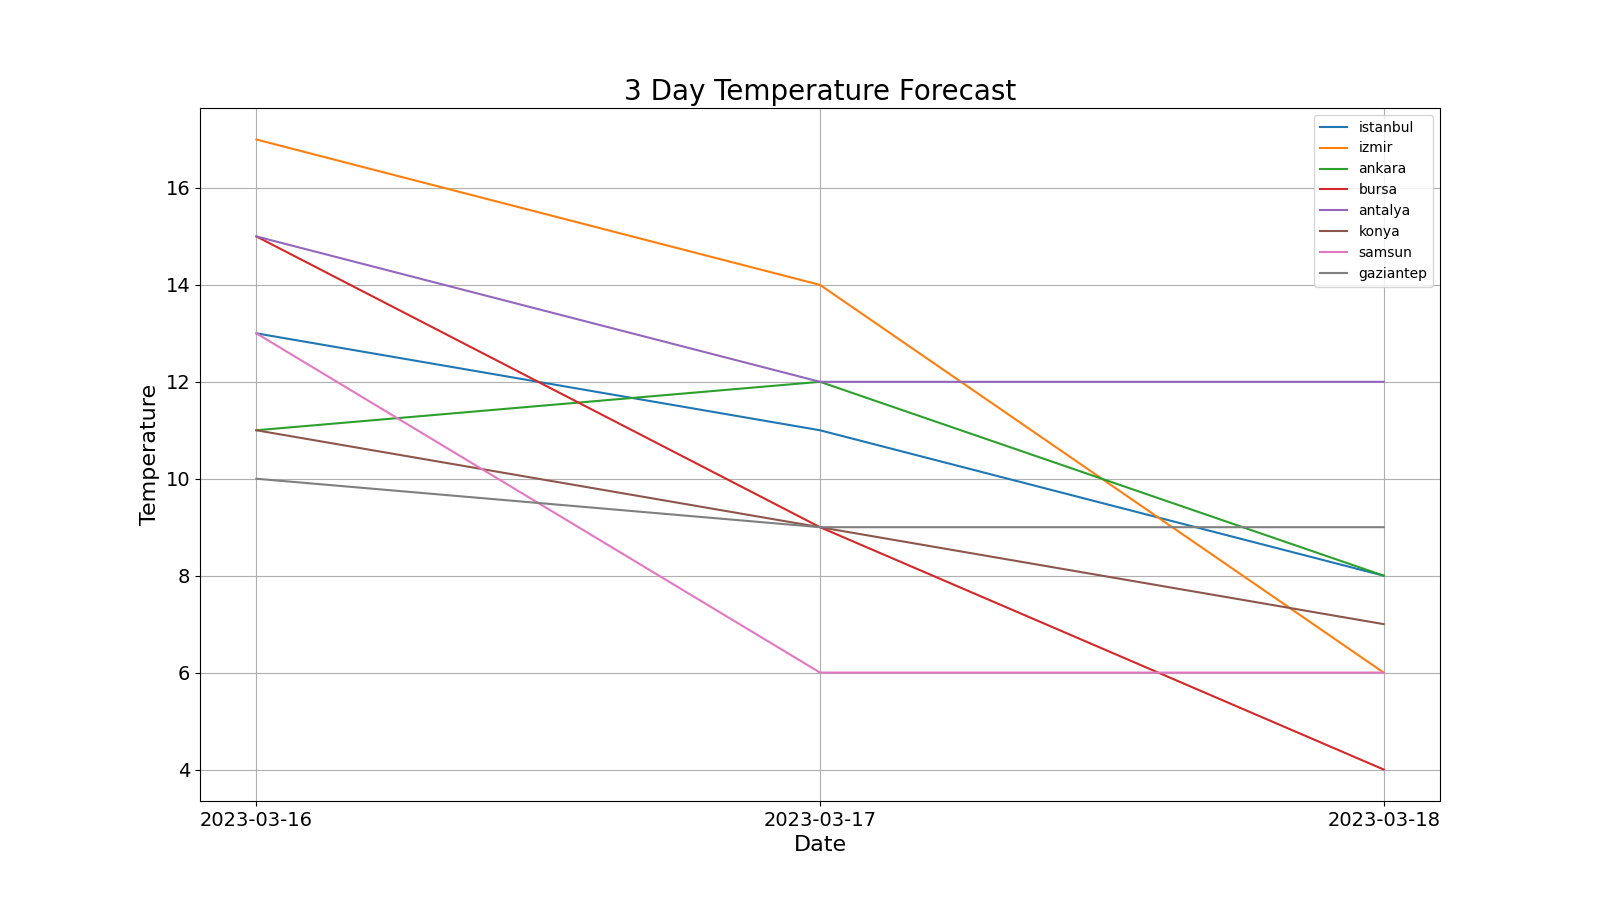 3 Day Temperature Forecast
istanbul
izmir
ankara
bursa
antalya
konya
samsun
gaziantep
Temperature
16
14
12
10
8
6
4
2023-03-16 2023-03-17 2023-03-18
Date